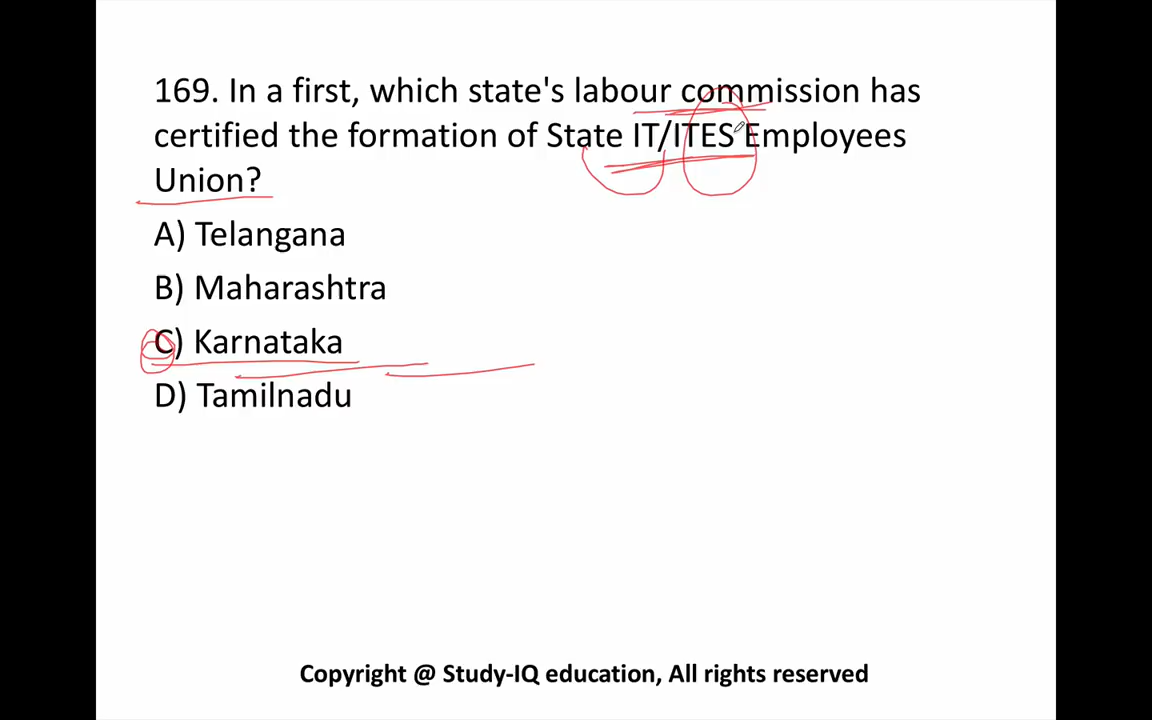 169. In a first, which state's labour commission has
certified the formation of State IT/ITES Employees
Union?
A) Telangana
B) Maharashtra
C) Karnataka
D) Tamilnadu
Copyright @ Study-IQ education, All rights reserved